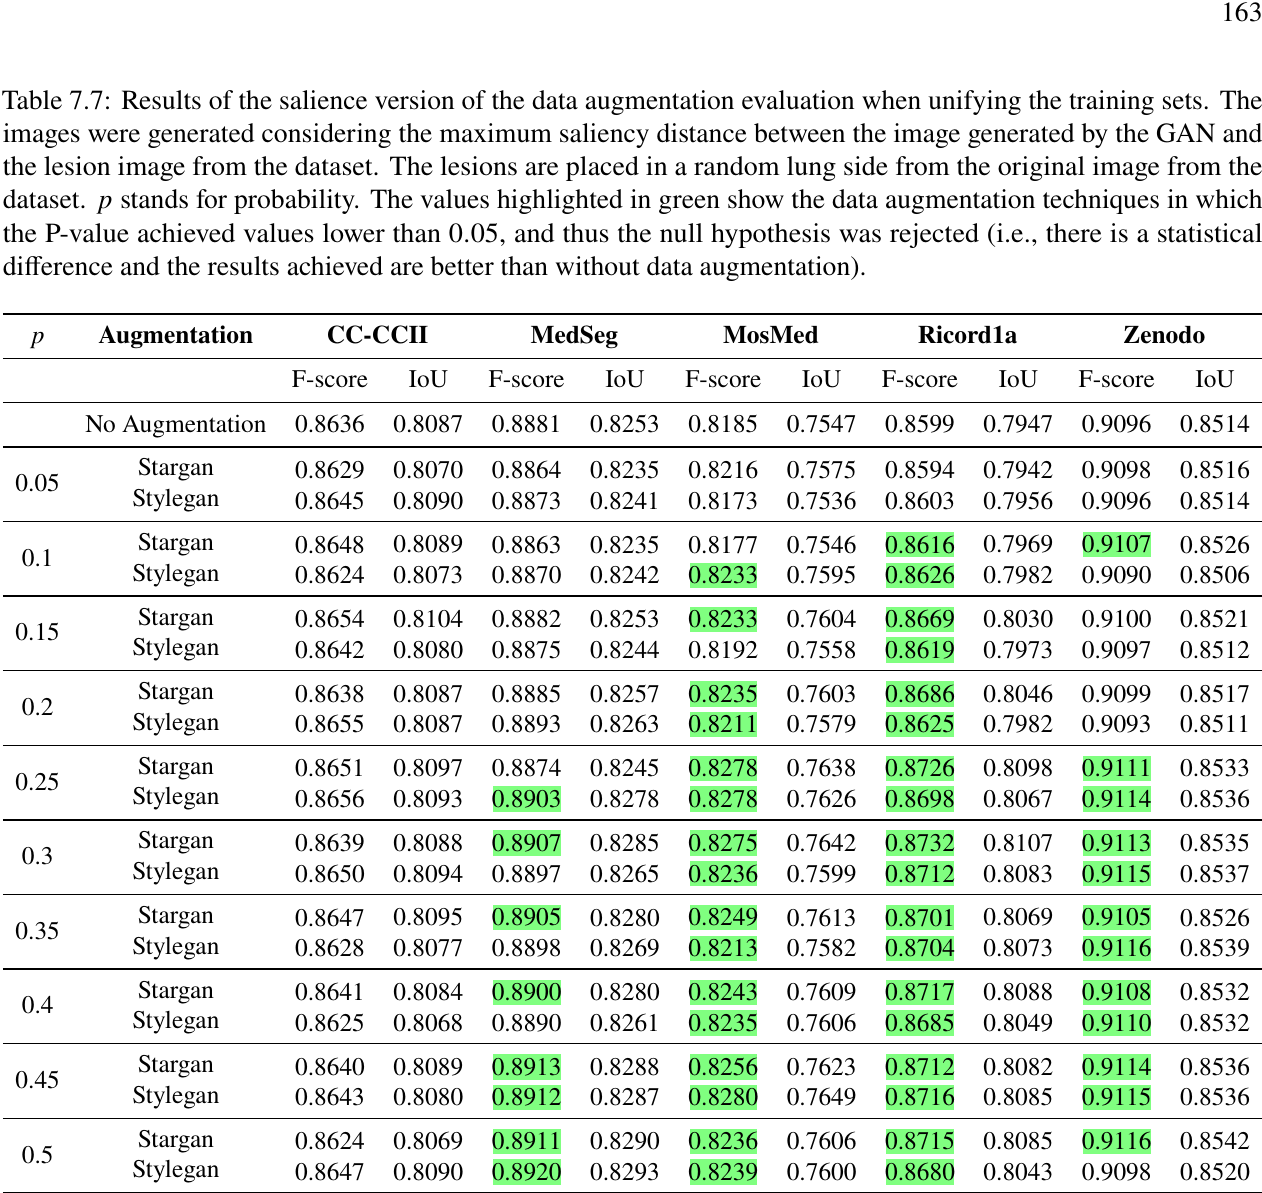 163
Table 7.7: Results of the salience version of the data augmentation evaluation when unifying the training sets. The
images were generated considering the maximum saliency distance between the image generated by the GAN and
the lesion image from the dataset. The lesions are placed in a random lung side from the original image from the
dataset. p stands for probability. The values highlighted in green show the data augmentation techniques in which
the P-value achieved values lower than 0.05, and thus the null hypothesis was rejected (i.e., there is a statistical
difference and the results achieved are better than without data augmentation).
p Augmentation CC-CCII MedSeg MosMed Ricord1a Zenodo
F-score IoU F-score IoU F-score IoU F-score IoU F-score IoU
No Augmentation 0.8636 0.8087 0.8881 0.8253 0.8185 0.7547 0.8599 0.7947 0.9096 0.8514
0.05
Stargan 0.8629 0.8070 0.8864 0.8235 0.8216 0.7575 0.8594 0.7942 0.9098 0.8516
Stylegan 0.8645 0.8090 0.8873 0.8241 0.8173 0.7536 0.8603 0.7956 0.9096 0.8514
0.1
Stargan 0.8648 0.8089 0.8863 0.8235 0.8177 0.7546 0.8616 0.7969 0.9107 0.8526
Stylegan 0.8624 0.8073 0.8870 0.8242 0.8233 0.7595 0.8626 0.7982 0.9090 0.8506
0.15
Stargan 0.8654 0.8104 0.8882 0.8253 0.8233 0.7604 0.8669 0.8030 0.9100 0.8521
Stylegan 0.8642 0.8080 0.8875 0.8244 0.8192 0.7558 0.8619 0.7973 0.9097 0.8512
0.2
Stargan 0.8638 0.8087 0.8885 0.8257 0.8235 0.7603 0.8686 0.8046 0.9099 0.8517
Stylegan 0.8655 0.8087 0.8893 0.8263 0.8211 0.7579 0.8625 0.7982 0.9093 0.8511
0.25
Stargan 0.8651 0.8097 0.8874 0.8245 0.8278 0.7638 0.8726 0.8098 0.9111 0.8533
Stylegan 0.8656 0.8093 0.8903 0.8278 0.8278 0.7626 0.8698 0.8067 0.9114 0.8536
0.3
Stargan 0.8639 0.8088 0.8907 0.8285 0.8275 0.7642 0.8732 0.8107 0.9113 0.8535
Stylegan 0.8650 0.8094 0.8897 0.8265 0.8236 0.7599 0.8712 0.8083 0.9115 0.8537
0.35
Stargan 0.8647 0.8095 0.8905 0.8280 0.8249 0.7613 0.8701 0.8069 0.9105 0.8526
Stylegan 0.8628 0.8077 0.8898 0.8269 0.8213 0.7582 0.8704 0.8073 0.9116 0.8539
0.4
Stargan 0.8641 0.8084 0.8900 0.8280 0.8243 0.7609 0.8717 0.8088 0.9108 0.8532
Stylegan 0.8625 0.8068 0.8890 0.8261 0.8235 0.7606 0.8685 0.8049 0.9110 0.8532
0.45
Stargan 0.8640 0.8089 0.8913 0.8288 0.8256 0.7623 0.8712 0.8082 0.9114 0.8536
Stylegan 0.8643 0.8080 0.8912 0.8287 0.8280 0.7649 0.8716 0.8085 0.9115 0.8536
0.5
Stargan 0.8624 0.8069 0.8911 0.8290 0.8236 0.7606 0.8715 0.8085 0.9116 0.8542
Stylegan 0.8647 0.8090 0.8920 0.8293 0.8239 0.7600 0.8680 0.8043 0.9098 0.8520